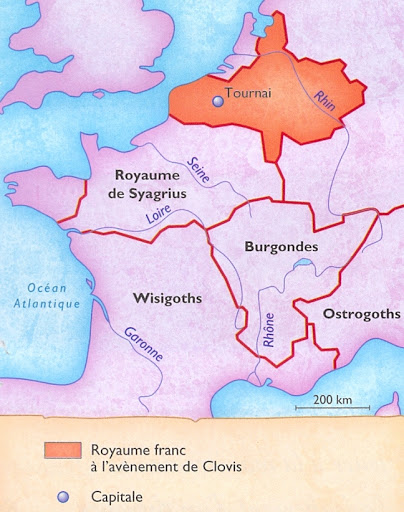 Tournai
Rhin
Royaume
de Syagrius
Seine
Loire
Burgondes
Océan
Atlantique
Wisigoths
Ostrogoths
Rhône
Garonne
200 km
Royaume franc
à l'avènement de Clovis
Capitale